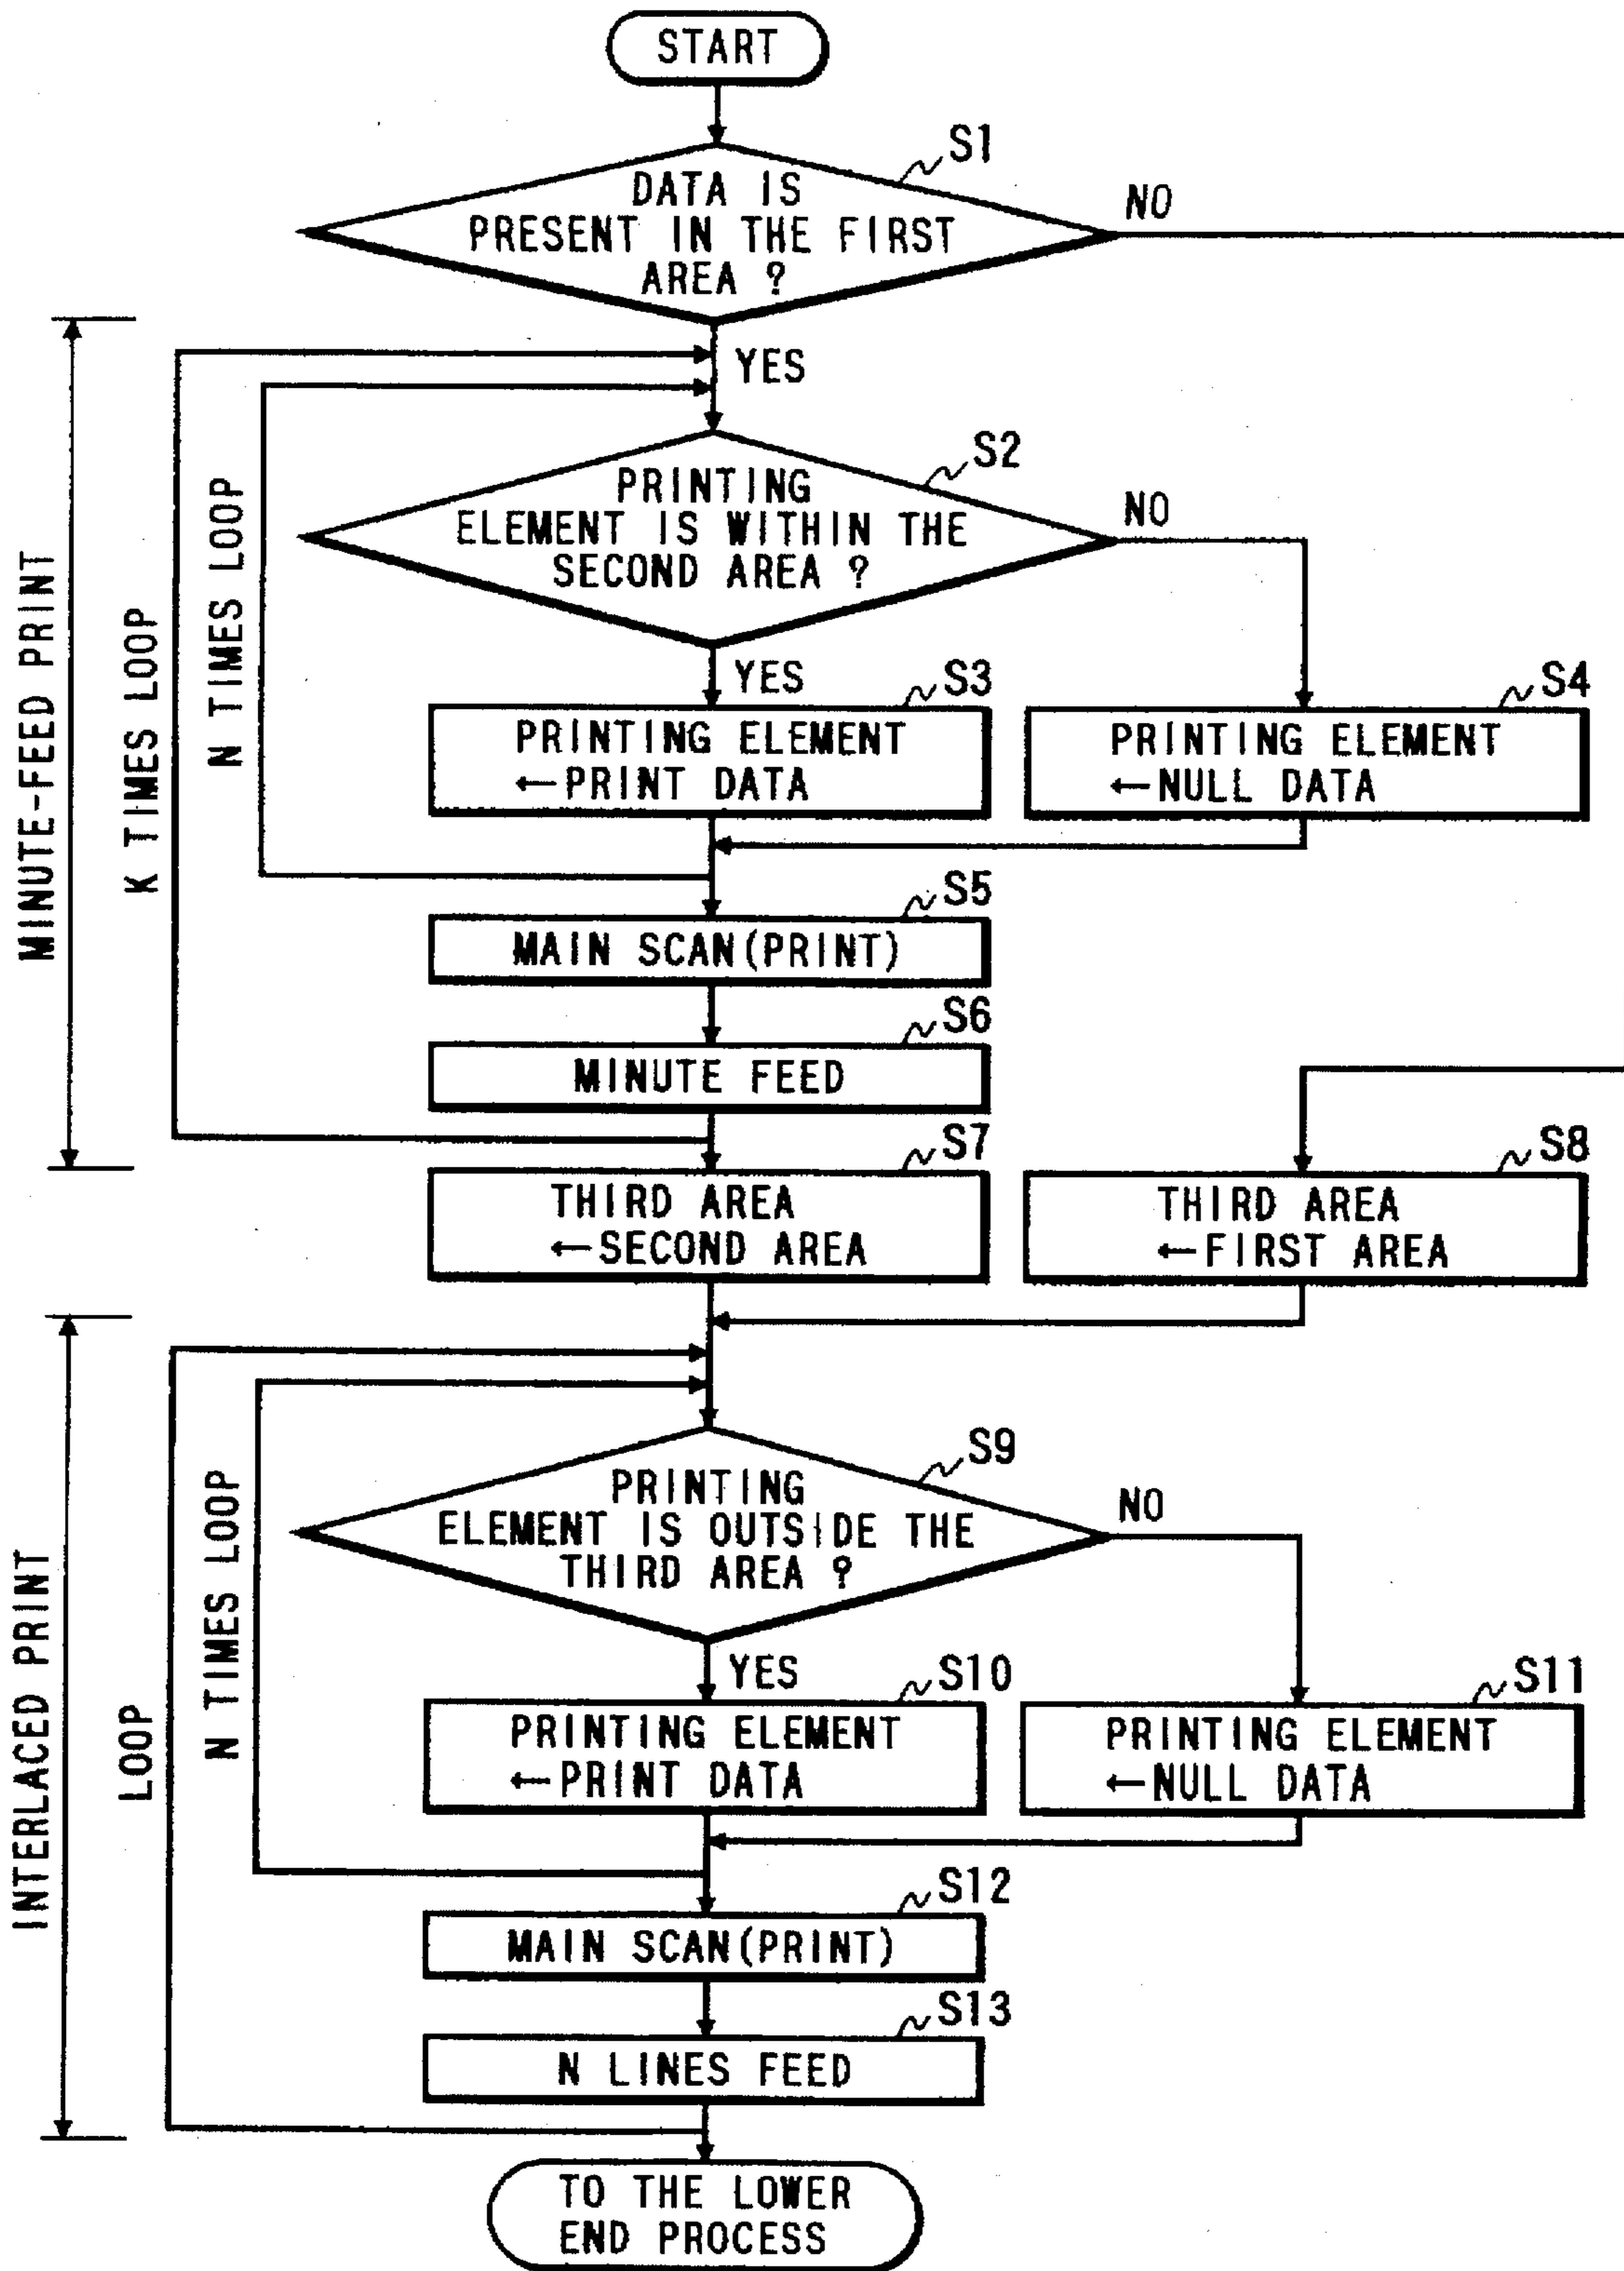 START
S1
DATA IS
PRESENT IN THE FIRST
AREA ?
NO
YES
MINUTE-FEED PRINT
K TIMES LOOP
N TIMES LOOP
S2
PRINTING
ELEMENT IS WITHIN THE
SECOND AREA ?
NO
YES
S3
PRINTING ELEMENT
←PRINT DATA
S4
PRINTING ELEMENT
←NULL DATA
S5
MAIN SCAN(PRINT)
S6
MINUTE FEED
S7
THIRD AREA
←SECOND AREA
S8
THIRD AREA
←FIRST AREA
INTERLACED PRINT
LOOP
N TIMES LOOP
S9
PRINTING
ELEMENT IS OUTSIDE THE
THIRD AREA ?
NO
YES
S10
PRINTING ELEMENT
←PRINT DATA
S11
PRINTING ELEMENT
←NULL DATA
S12
MAIN SCAN(PRINT)
S13
N LINES FEED
TO THE LOWER
END PROCESS